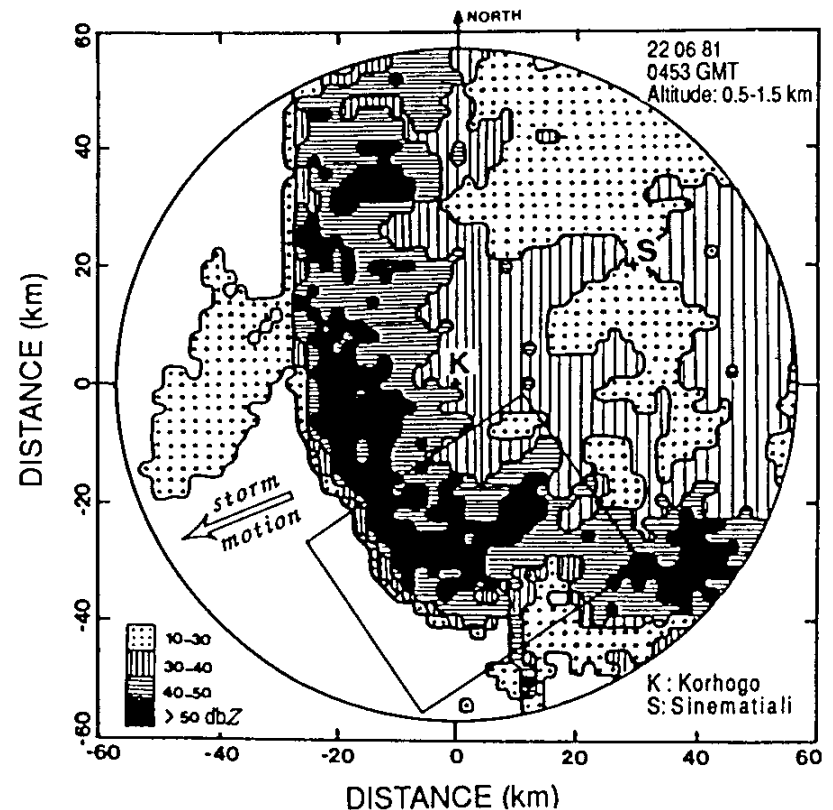 NORTH
22 06 81
0453 GMT
Altitude: 0.5-1.5 km
60
40
20
0
-20
-40
-60
DISTANCE (km)
S
K
storm
motion
10-30
30-40
40-50
> 50 dbZ
K : Korhogo
S: Sinematiali
-60
-40
-20
0
20
40
60
DISTANCE (km)